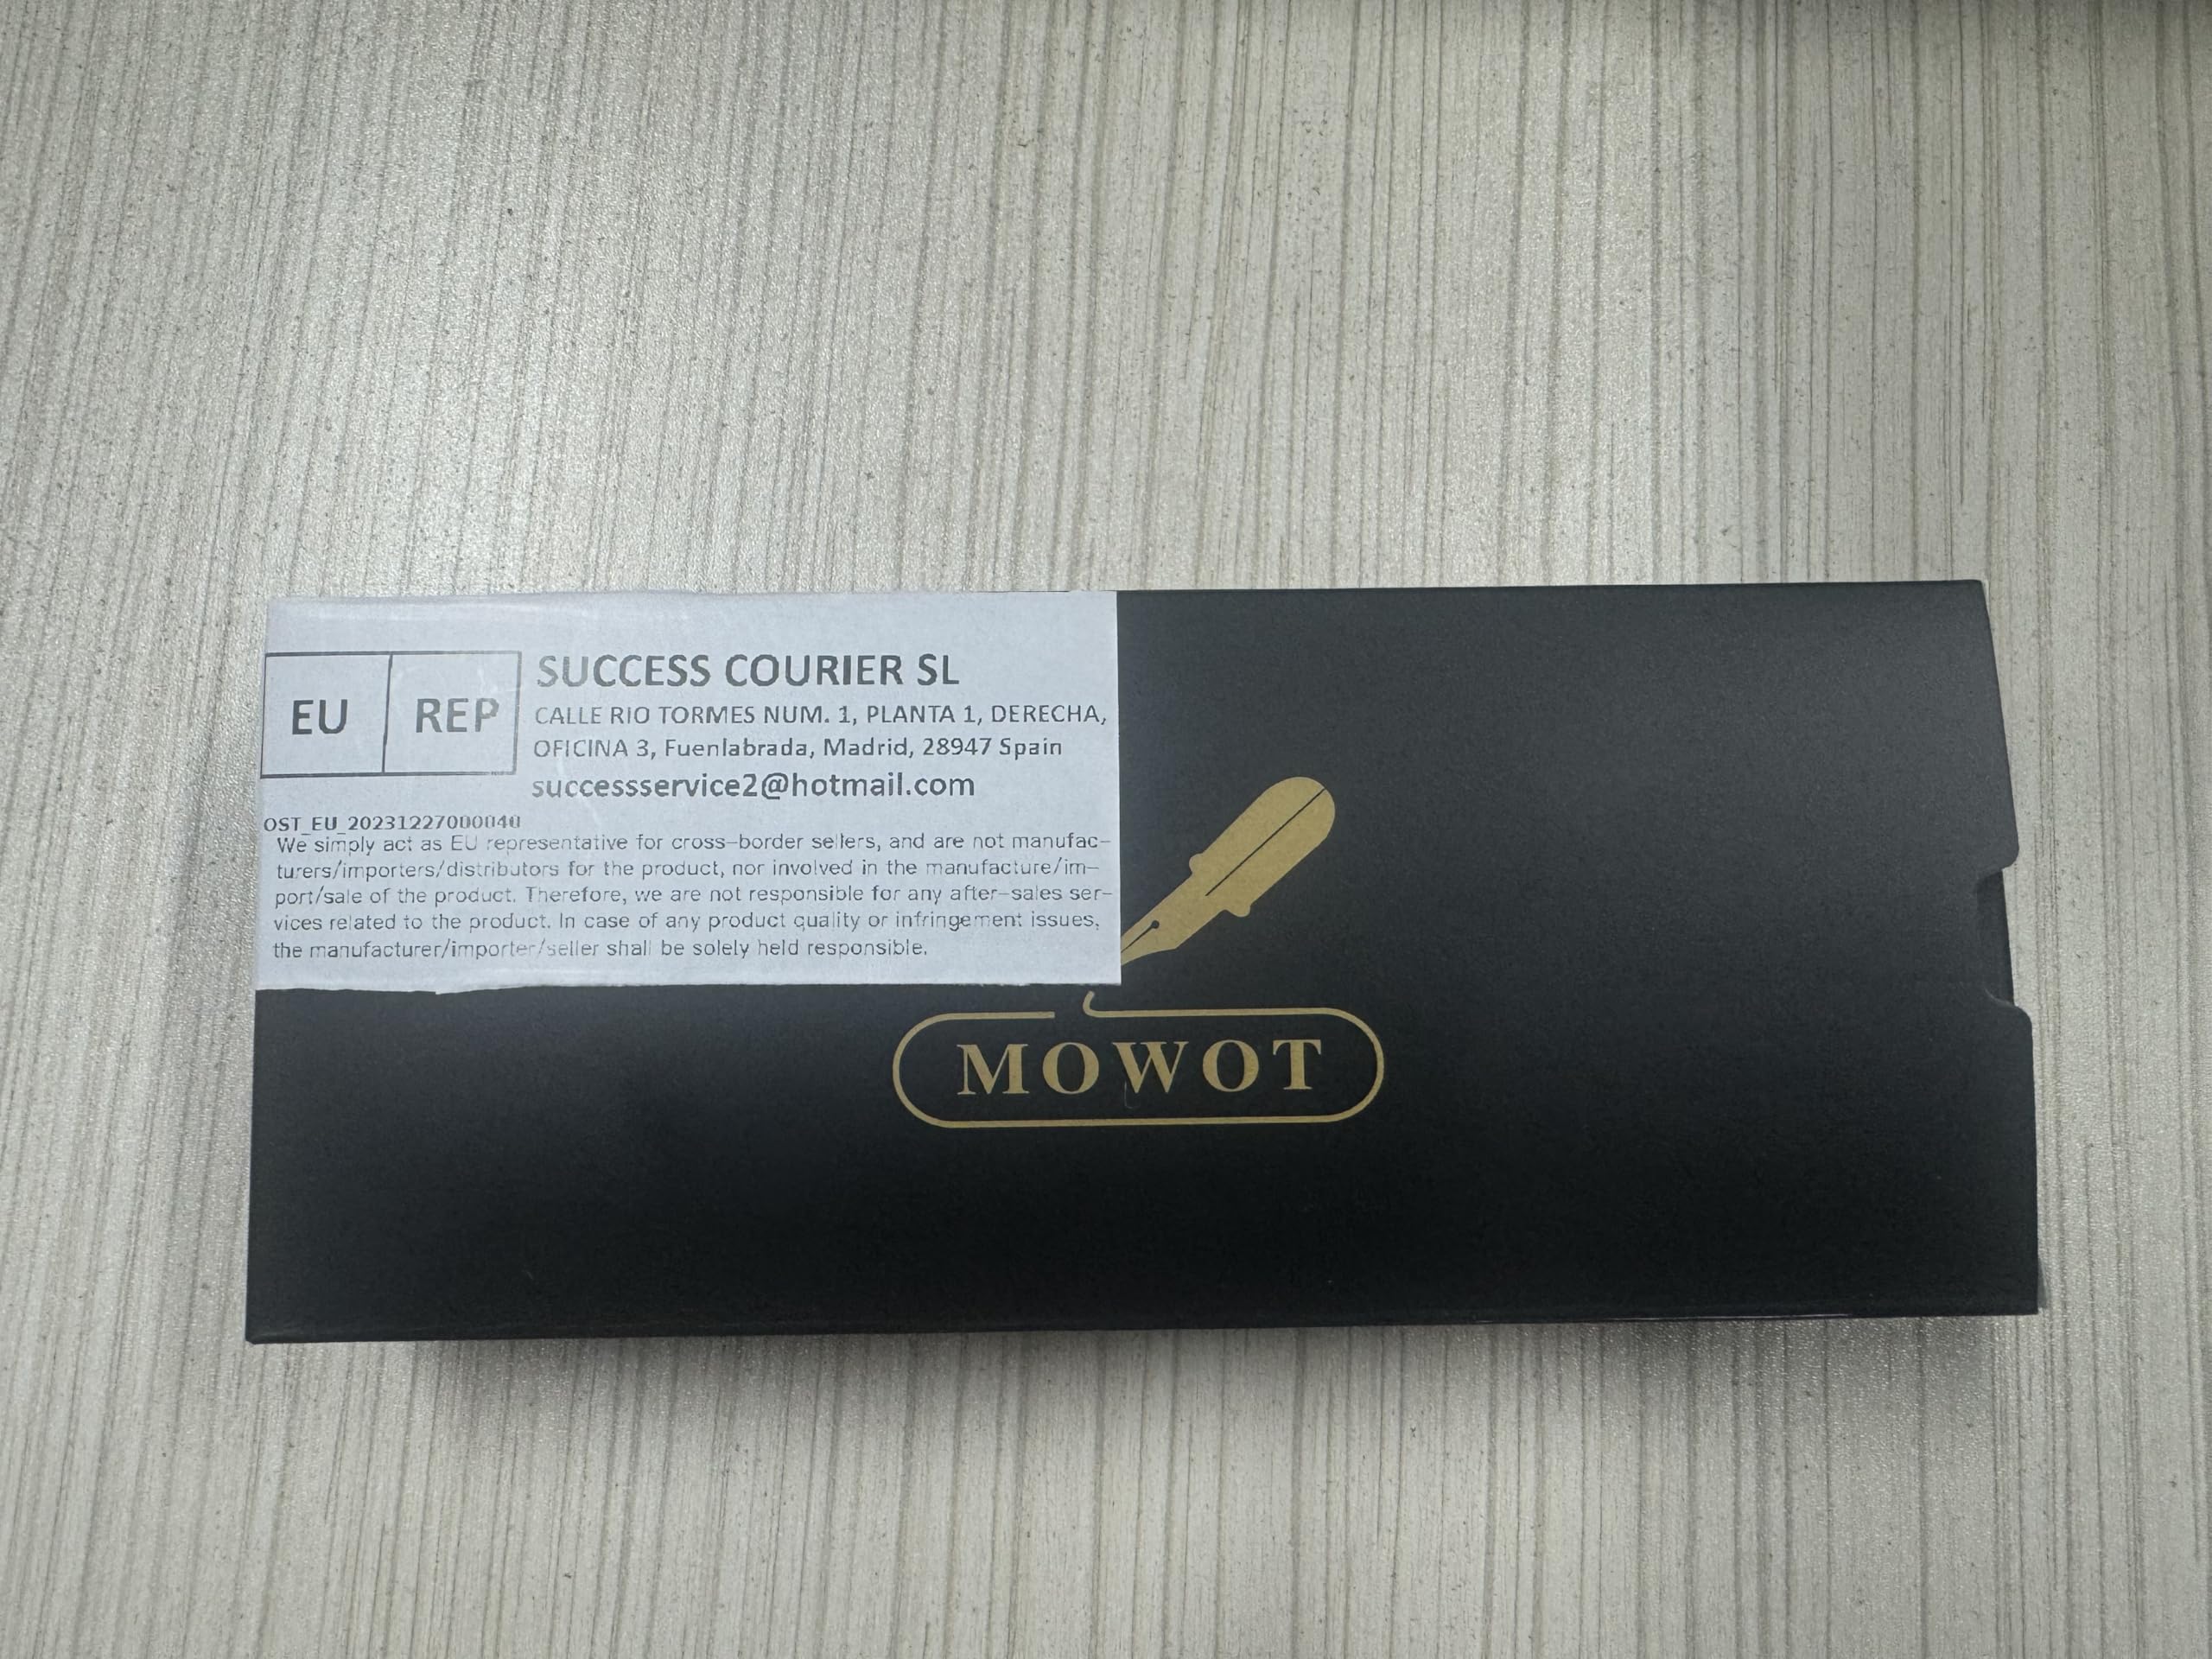 EU REP
SUCCESS COURIER SL
CALLE RIO TORMES NUM. 1, PLANTA 1, DERECHA,
OFICINA 3, Fuenlabrada, Madrid, 28947 Spain
successservice2@hotmail.com
OST_EU_20231227000040
We simply act as EU representative for cross-border sellers, and are not manufac-
turers/importers/distributors for the product, nor involved in the manufacture/im-
port/sale of the product. Therefore, we are not responsible for any after-sales ser-
vices related to the product. In case of any product quality or infringement issues,
the manufacturer/importer/seller shall be solely held responsible.
MOWOT